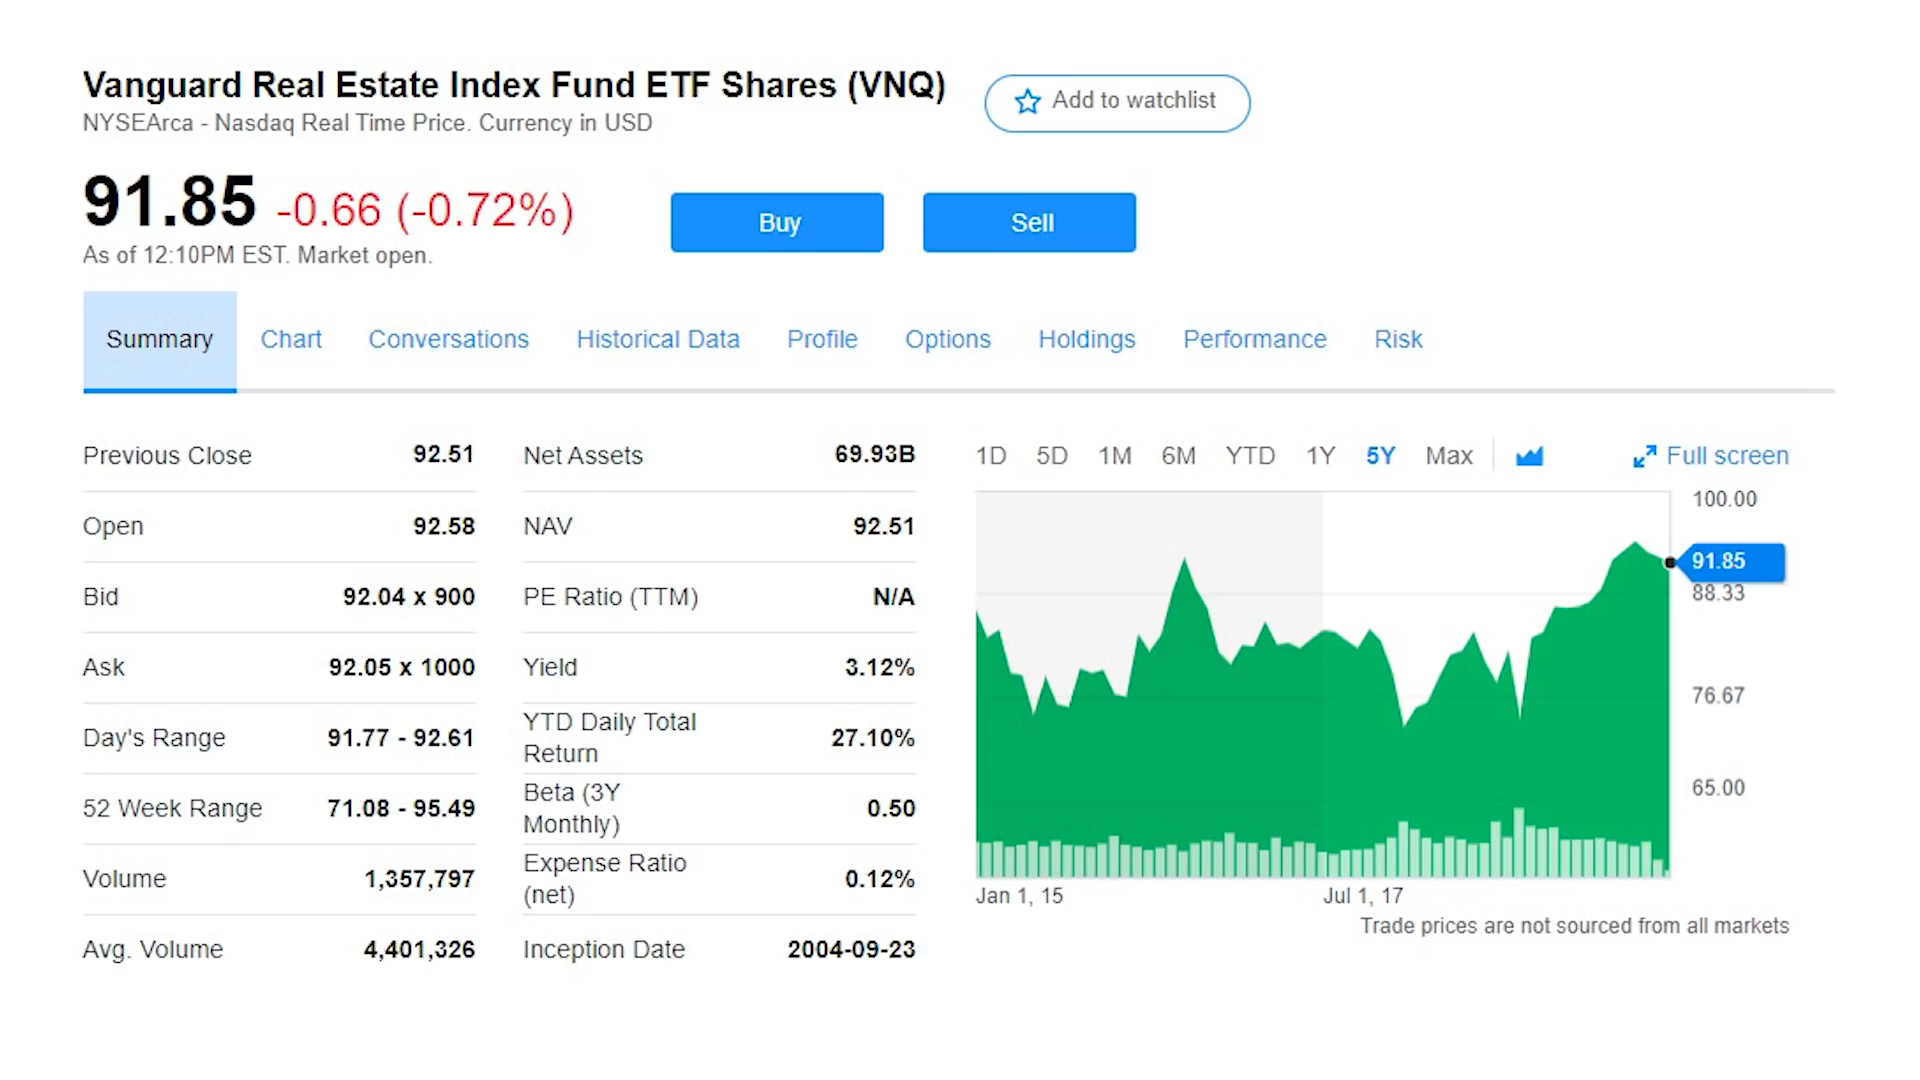 Vanguard Real Estate Index Fund ETF Shares (VNQ)
Add to watchlist
NYSEArca - Nasdaq Real Time Price. Currency in USD
91.85 -0.66 (-0.72%)
Buy
Sell
As of 12:10PM EST. Market open.
Summary Chart Conversations Historical Data Profile Options Holdings Performance Risk
Previous Close 92.51
Open 92.58
Bid 92.04 x 900
Ask 92.05 x 1000
Day's Range 91.77 - 92.61
52 Week Range 71.08 - 95.49
Volume 1,357,797
Avg. Volume 4,401,326
Net Assets 69.93B
NAV 92.51
PE Ratio (TTM) N/A
Yield 3.12%
YTD Daily Total
Return 27.10%
Beta (3Y
Monthly) 0.50
Expense Ratio
(net) 0.12%
Inception Date 2004-09-23
1D 5D 1M 6M YTD 1Y 5Y Max Full screen
100.00
91.85
88.33
76.67
65.00
Jan 1, 15 Jul 1, 17
Trade prices are not sourced from all markets